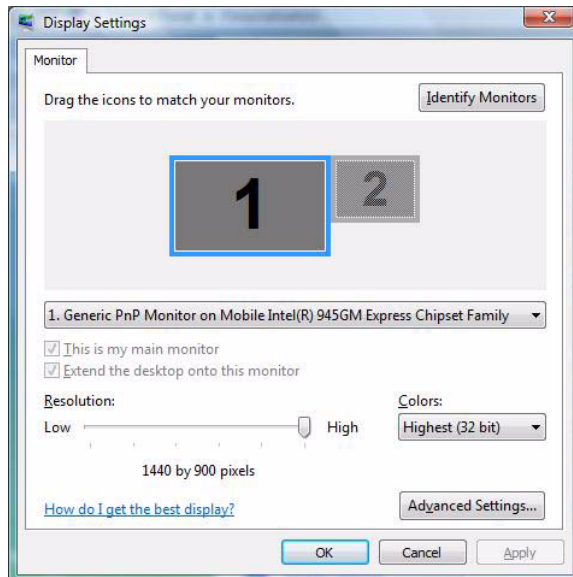 Display Settings
Monitor
Drag the icons to match your monitors.
Identify Monitors
1
2
1. Generic PnP Monitor on Mobile Intel(R) 945GM Express Chipset Family
This is my main monitor
Extend the desktop onto this monitor
Resolution:
Colors:
Low
High
Highest (32 bit)
1440 by 900 pixels
How do I get the best display?
Advanced Settings...
OK
Cancel
Apply